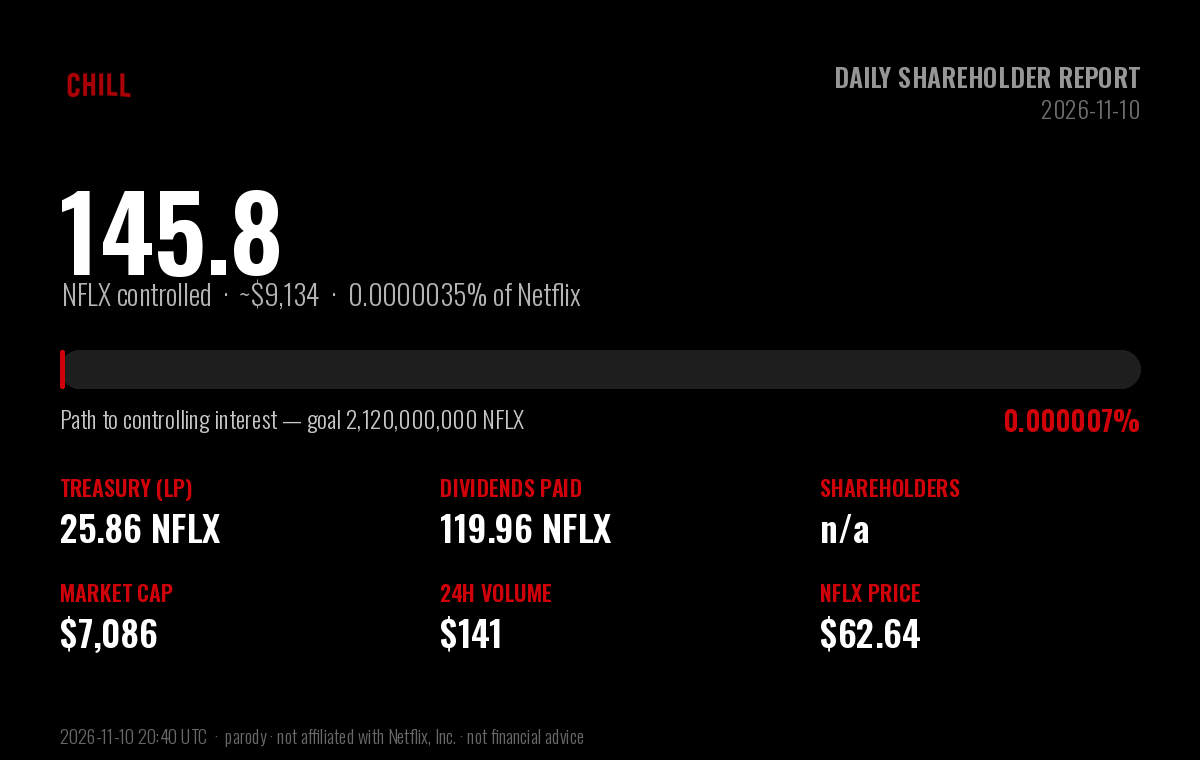 CHILL
DAILY SHAREHOLDER REPORT
2026-11-10
145.8
NFLX controlled · ~$9,134 · 0.0000035% of Netflix
Path to controlling interest — goal 2,120,000,000 NFLX
0.000007%
TREASURY (LP)
25.86 NFLX
DIVIDENDS PAID
119.96 NFLX
SHAREHOLDERS
n/a
MARKET CAP
$7,086
24H VOLUME
$141
NFLX PRICE
$62.64
2026-11-10 20:40 UTC · parody · not affiliated with Netflix, Inc. · not financial advice